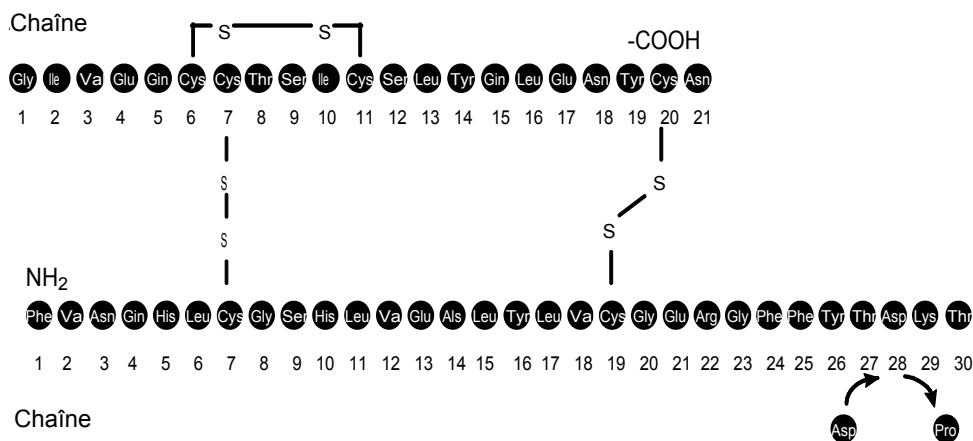 .Chaîne
S S
-COOH
Gly Ile Va Glu Gin Cys Cys Thr Ser Ile Cys Ser Leu Tyr Gin Leu Glu Asn Tyr Cys Asn
1 2 3 4 5 6 7 8 9 10 11 12 13 14 15 16 17 18 19 20 21
S S
S S
NH2
Phe Va Asn Gin His Leu Cys Gly Ser His Leu Va Glu Als Leu Tyr Leu Va Cys Gly Glu Arg Gly Phe Phe Tyr Thr Asp Lys Thr
1 2 3 4 5 6 7 8 9 10 11 12 13 14 15 16 17 18 19 20 21 22 23 24 25 26 27 28 29 30
Chaîne
Asp Pro